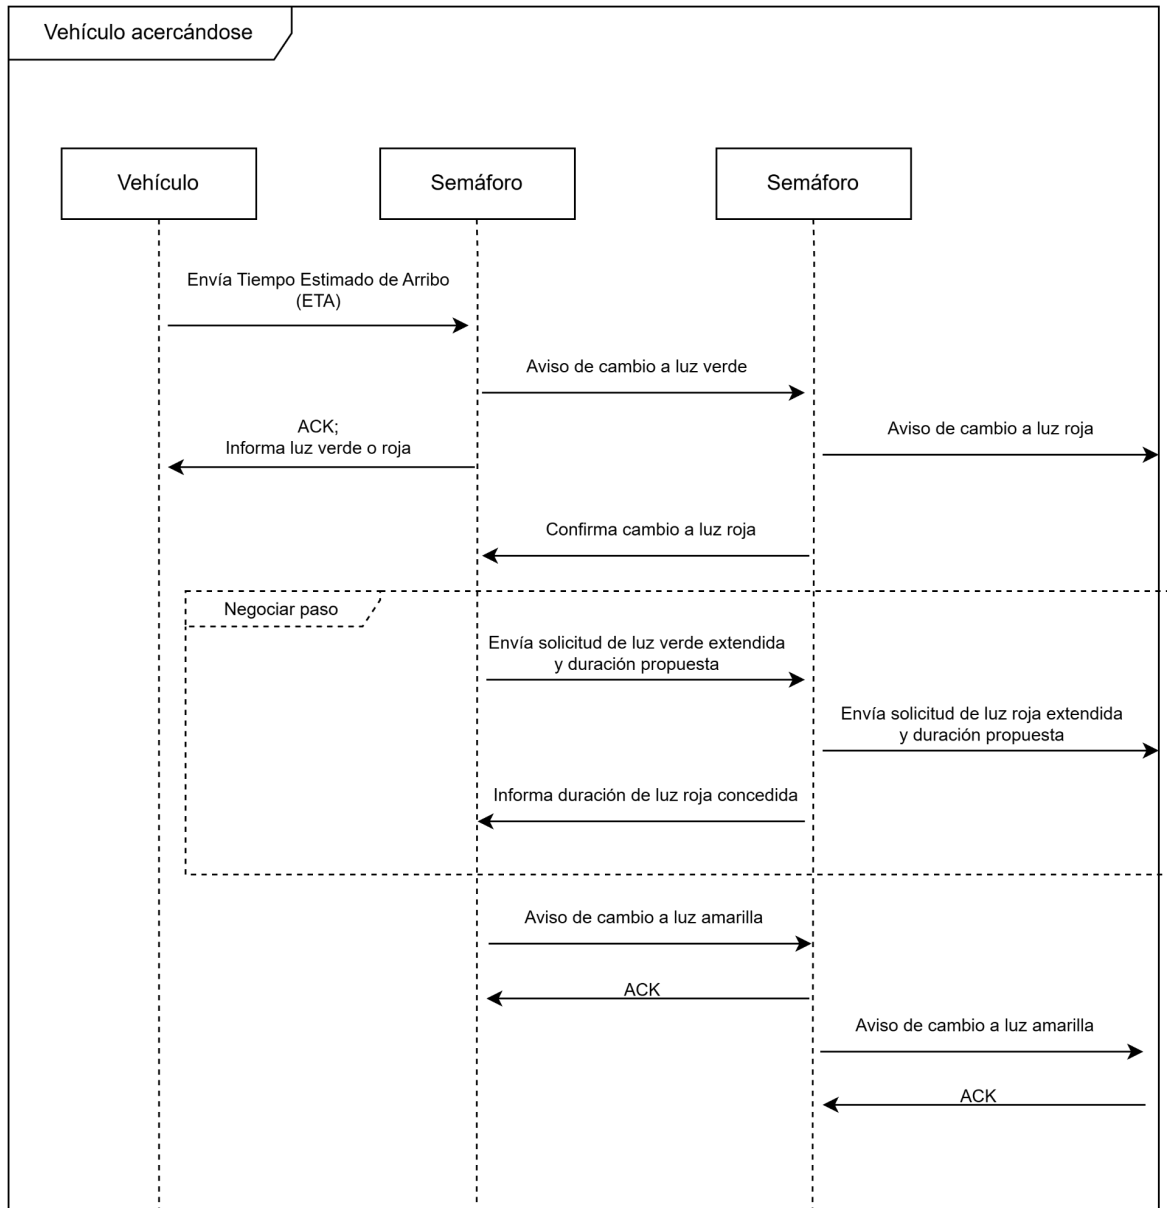 Vehículo acercándose
Vehículo
Semáforo
Semáforo
Envía Tiempo Estimado de Arribo
(ETA)
Aviso de cambio a luz verde
ACK;
Informa luz verde o roja
Aviso de cambio a luz roja
Confirma cambio a luz roja
Negociar paso
Envía solicitud de luz verde extendida
y duración propuesta
Envía solicitud de luz roja extendida
y duración propuesta
Informa duración de luz roja concedida
Aviso de cambio a luz amarilla
ACK
Aviso de cambio a luz amarilla
ACK